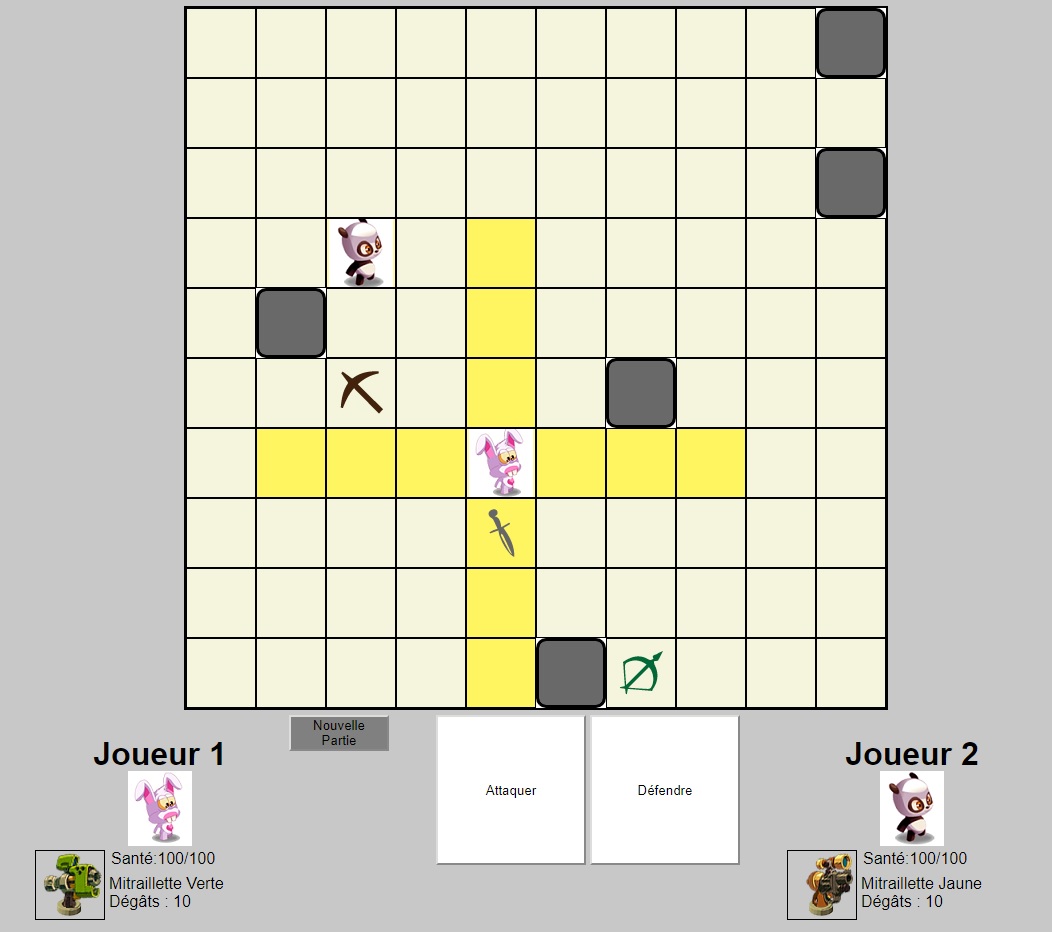 Nouvelle
Partie
Attaquer
Défendre
Joueur 1
Santé:100/100
Mitraillette Verte
Dégâts : 10
Joueur 2
Santé:100/100
Mitraillette Jaune
Dégâts : 10